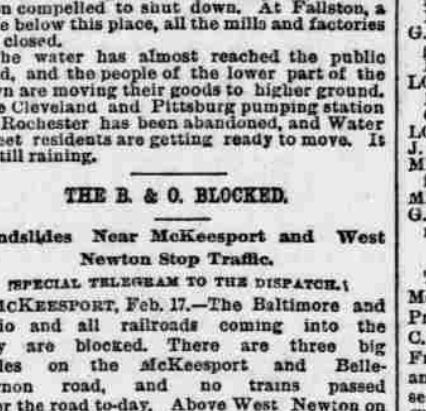 n compelled to shut down. At Fallston, a
e below this place, all the mills and factories
closed.
he water has almost reached the public
d, and the people of the lower part of the
n are moving their goods to higher ground.
e Cleveland and Pittsburg pumping station
Rochester has been abandoned, and Water
eet residents are getting ready to move. It
till raining.
THE B. & O. BLOCKED.
ndslides Near McKeesport and West
Newton Stop Traffic.
[SPECIAL TELEGRAM TO THE DISPATCH.]
McKEESPORT, Feb. 17.—The Baltimore and
io and all railroads coming into the
y are blocked. There are three big
les on the McKeesport and Belle-
rnon road, and no trains passed
er the road to-day. Above West Newton on
G.
LO
LO
J.
M
M
G.
M
Pr
C.
Fr
an
se